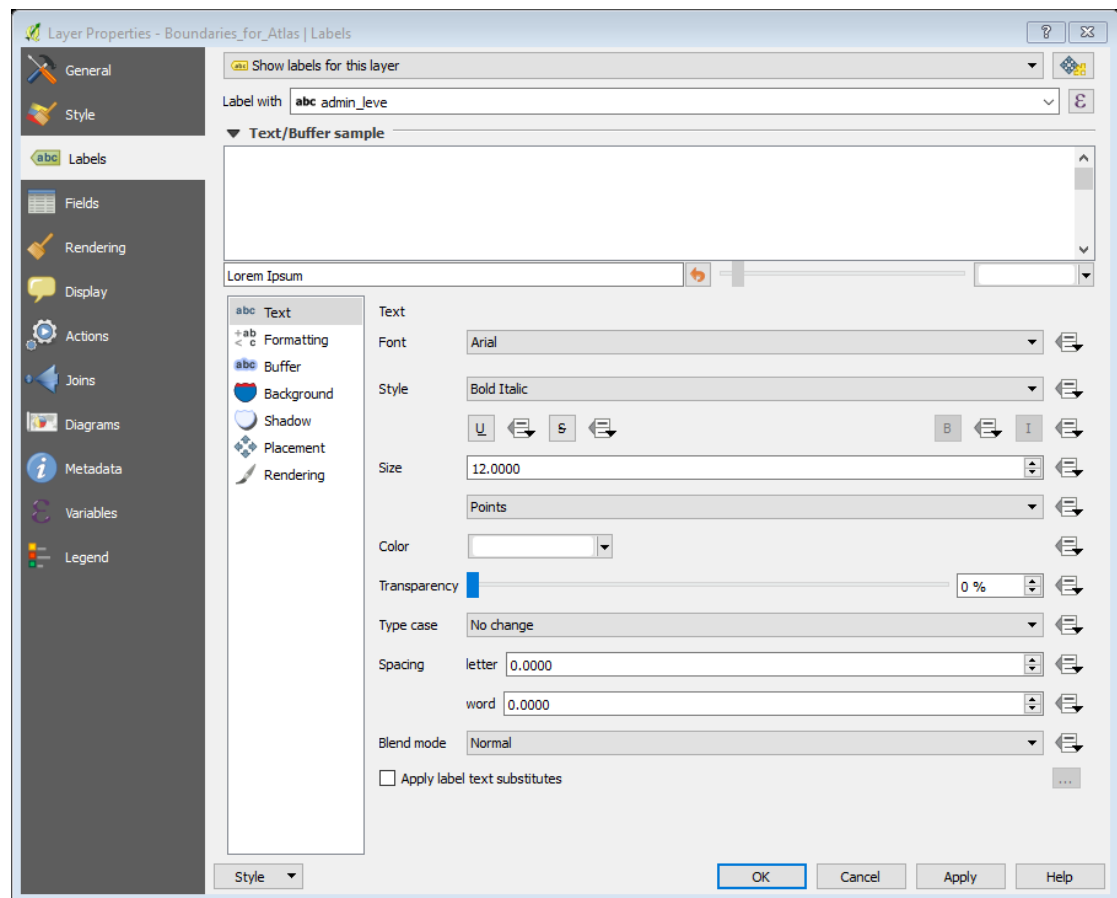 Layer Properties - Boundaries_for_Atlas | Labels
General
Style
Labels
Fields
Rendering
Display
Actions
Joins
Diagrams
Metadata
Variables
Legend
abc Show labels for this layer
Label with abc admin_leve ε
Text/Buffer sample
Lorem Ipsum
abc Text
+ab < c Formatting
abc Buffer
Background
Shadow
Placement
Rendering
Text
Font Arial
Style Bold Italic
U S B I
Size 12.0000
Points
Color
Transparency 0 %
Type case No change
Spacing letter 0.0000
word 0.0000
Blend mode Normal
Apply label text substitutes ...
Style OK Cancel Apply Help